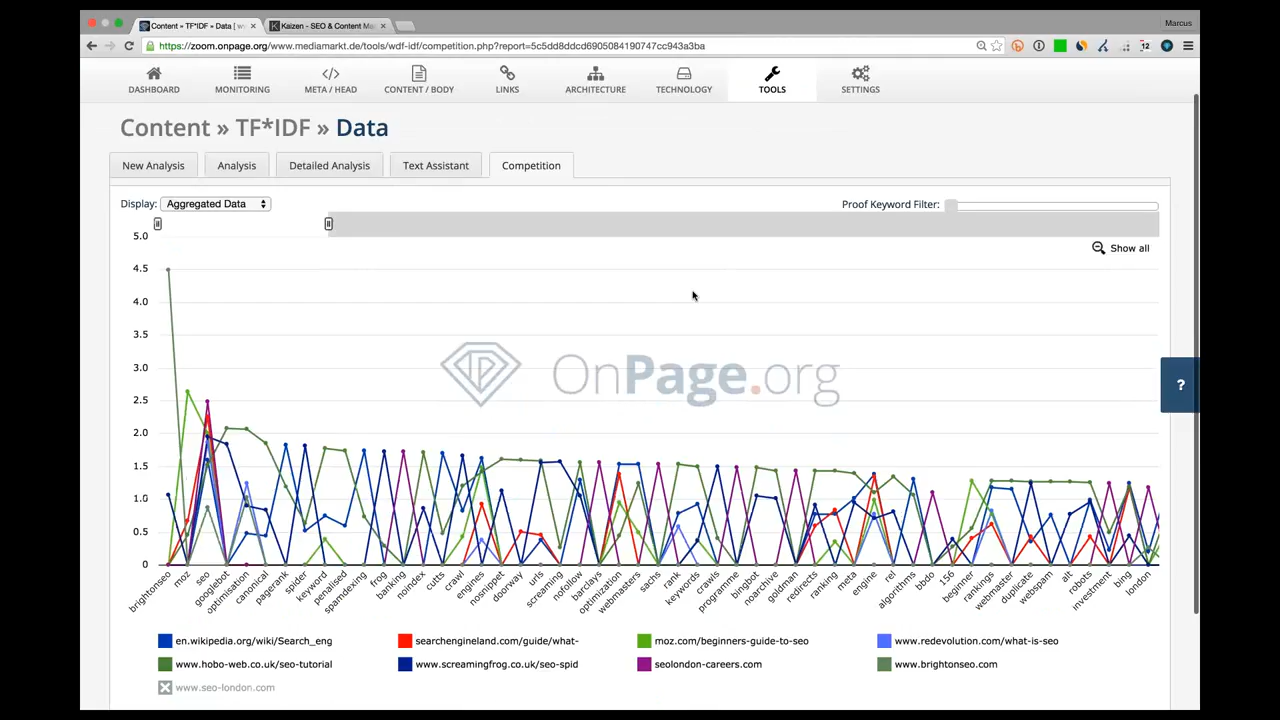 Content » TF*IDF » Data [ w
Kaizen - SEO & Content Ma
Marcus
https://zoom.onpage.org/www.mediamarkt.de/tools/wdf-idf/competition.php?report=5c5dd8ddcd6905084190747cc943a3ba
12
DASHBOARD
MONITORING
META / HEAD
CONTENT / BODY
LINKS
ARCHITECTURE
TECHNOLOGY
TOOLS
SETTINGS
Content » TF*IDF » Data
New Analysis
Analysis
Detailed Analysis
Text Assistant
Competition
Display: Aggregated Data
Proof Keyword Filter:
Show all
5.0
4.5
4.0
3.5
3.0
2.5
2.0
1.5
1.0
0.5
0
OnPage.org
?
brightonseo
moz
seo
googlebot
optimisation
canonical
pagerank
spider
keyword
penalised
spamdexing
frog
banking
noindex
cutts
crawl
engines
nosnippet
doorway
urls
screaming
nofollow
barclays
optimization
webmasters
sachs
rank
keywords
crawls
programme
bingbot
noarchive
goldman
redirects
ranking
meta
engine
rel
algorithms
bbdo
156
beginner
rankings
webmaster
duplicate
webspam
alt
robots
investment
bing
london
en.wikipedia.org/wiki/Search_eng
searchengineland.com/guide/what-
moz.com/beginners-guide-to-seo
www.redevolution.com/what-is-seo
www.hobo-web.co.uk/seo-tutorial
www.screamingfrog.co.uk/seo-spid
seolondon-careers.com
www.brightonseo.com
www.seo-london.com